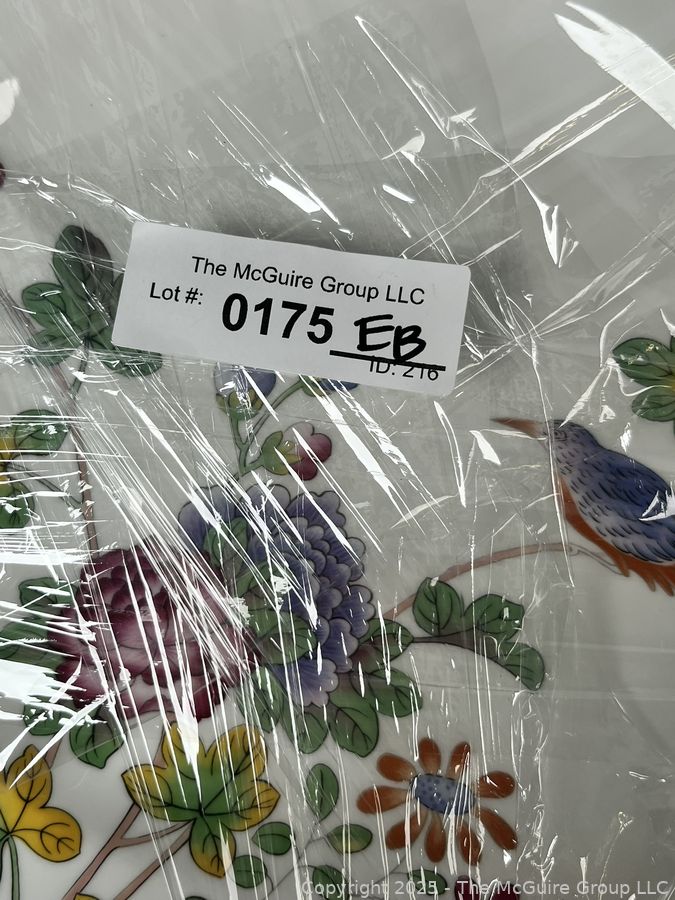 The McGuire Group LLC
Lot #: 0175 EB
ID: 216
Copyright 2025 - The McGuire Group LLC